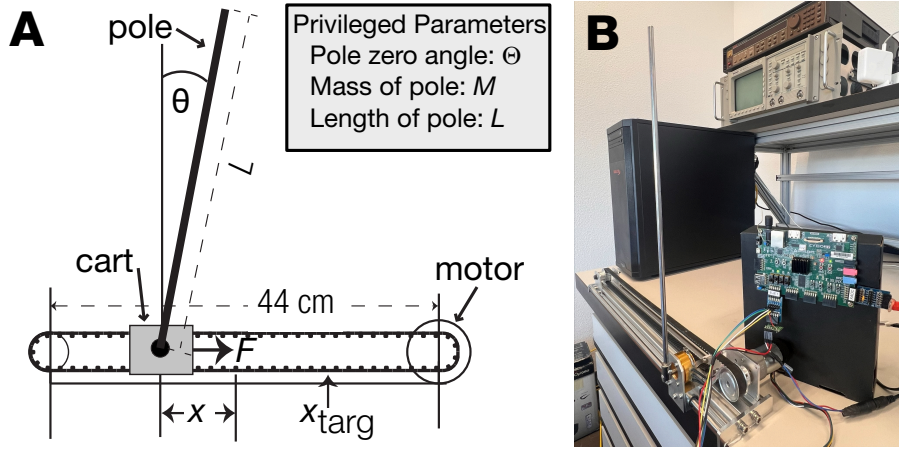 A
pole
θ
L
Privileged Parameters
Pole zero angle: Θ
Mass of pole: M
Length of pole: L
cart
44 cm
motor
F
x
x_targ
B